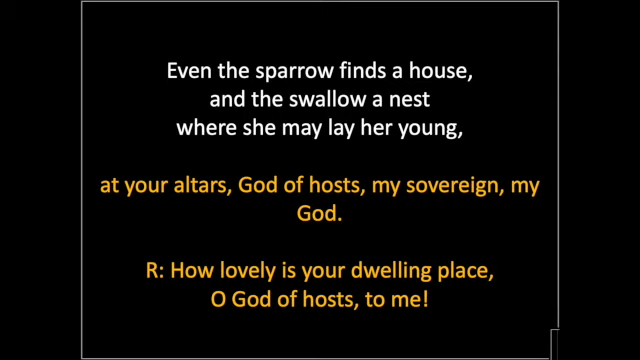 Even the sparrow finds a house,
and the swallow a nest
where she may lay her young,
at your altars, God of hosts, my sovereign, my
God.
R: How lovely is your dwelling place,
O God of hosts, to me!